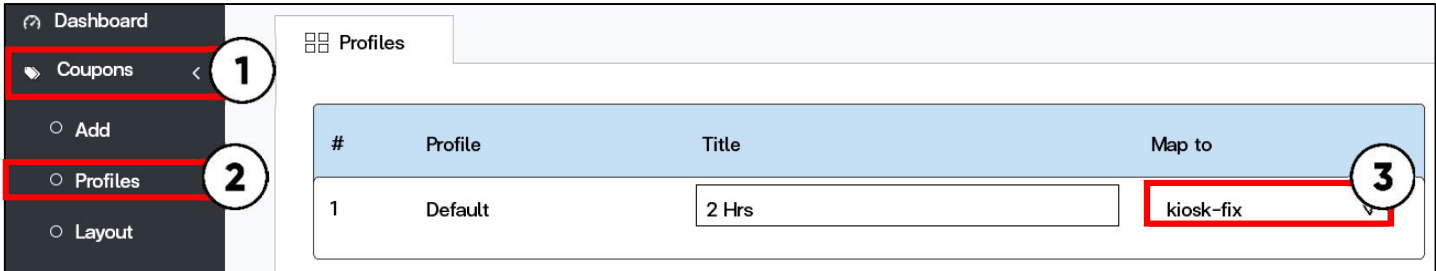 Dashboard
Coupons
1
Add
Profiles
2
Layout
Profiles
# Profile Title Map to
3
1 Default 2 Hrs kiosk-fix